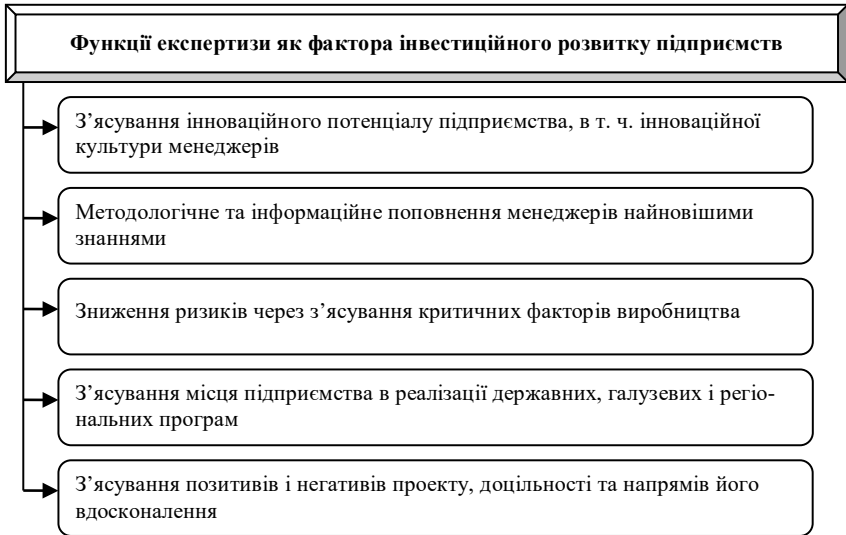 Функції експертизи як фактора інвестиційного розвитку підприємств
З’ясування інноваційного потенціалу підприємства, в т. ч. інноваційної
культури менеджерів
Методологічне та інформаційне поповнення менеджерів найновішими
знаннями
Зниження ризиків через з’ясування критичних факторів виробництва
З’ясування місця підприємства в реалізації державних, галузевих і регіо-
нальних програм
З’ясування позитивів і негативів проекту, доцільності та напрямів його
вдосконалення